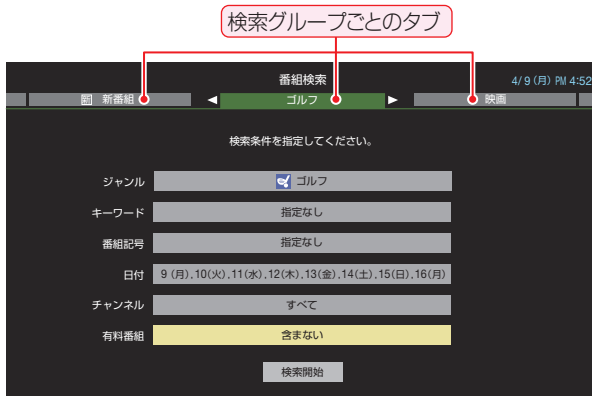 検索グループごとのタブ
番組検索 4/9(月) PM 4:52
新 新番組 ◀ ゴルフ ▶ 映画
検索条件を指定してください。
ジャンル ゴルフ
キーワード 指定なし
番組記号 指定なし
日付 9(月),10(火),11(水),12(木),13(金),14(土),15(日),16(月)
チャンネル すべて
有料番組 含まない
検索開始